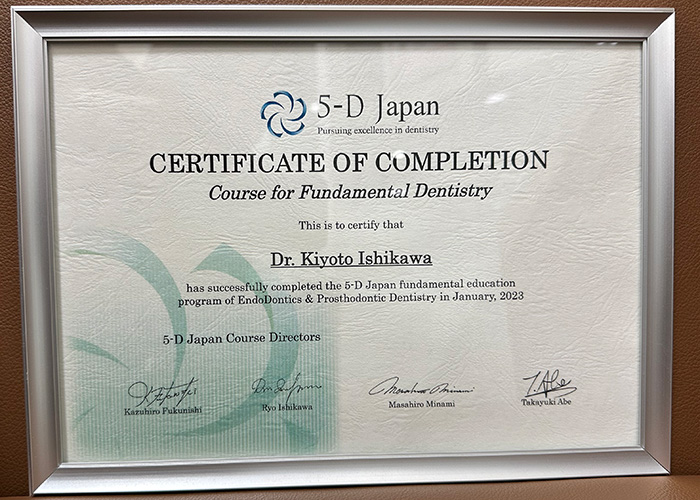 5-D Japan
Pursuing excellence in dentistry
CERTIFICATE OF COMPLETION
Course for Fundamental Dentistry
This is to certify that
Dr. Kiyoto Ishikawa
has successfully completed the 5-D Japan fundamental education
program of EndoDontics & Prosthodontic Dentistry in January, 2023
5-D Japan Course Directors
Kazuhiro Fukunishi
Ryo Ishikawa
Masahiro Minami
T. Abe
Takayuki Abe